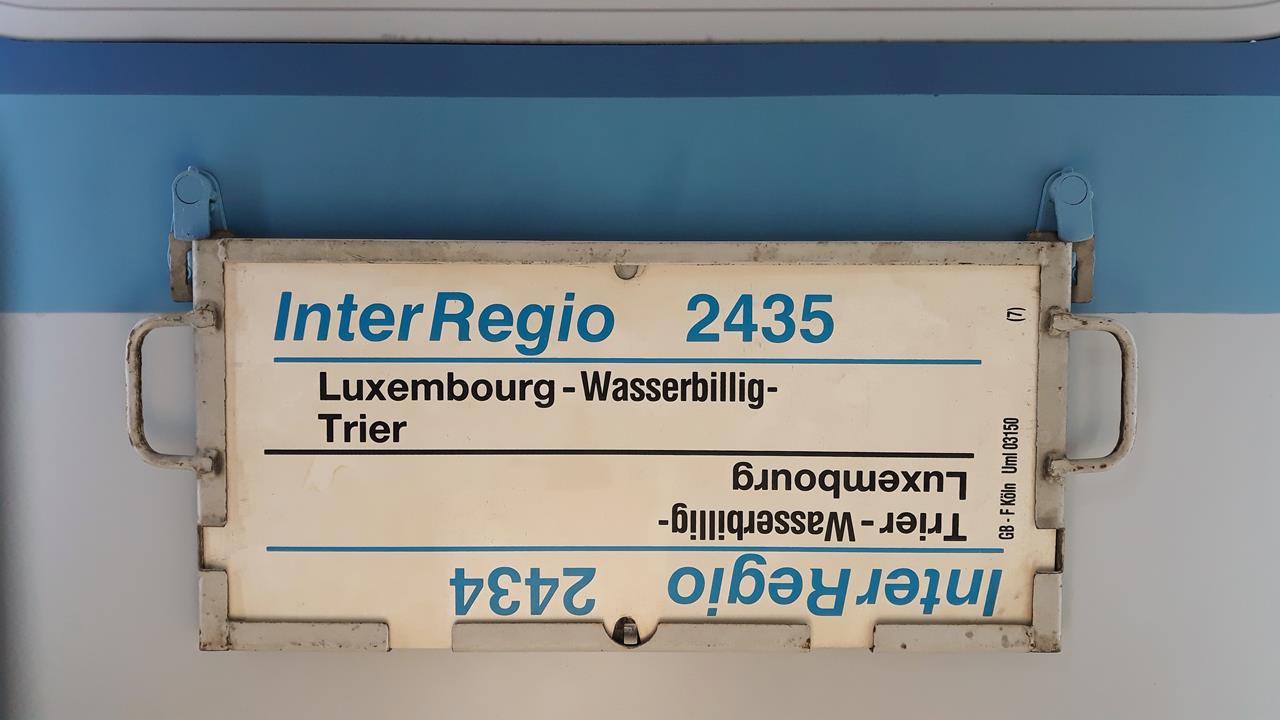 InterRegio 2435
Luxembourg-Wasserbillig-
Trier
InterRegio 2434
Trier-Wasserbillig-
Luxembourg
GB-F Köln Uml 03150
(7)